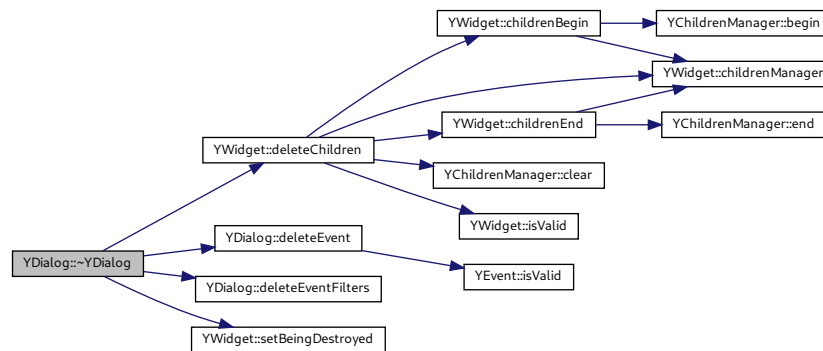 YWidget::childrenBegin
YChildrenManager::begin
YWidget::childrenManager
YWidget::childrenEnd
YChildrenManager::end
YWidget::deleteChildren
YChildrenManager::clear
YWidget::isValid
YDialog::deleteEvent
YDialog::~YDialog
YEvent::isValid
YDialog::deleteEventFilters
YWidget::setBeingDestroyed